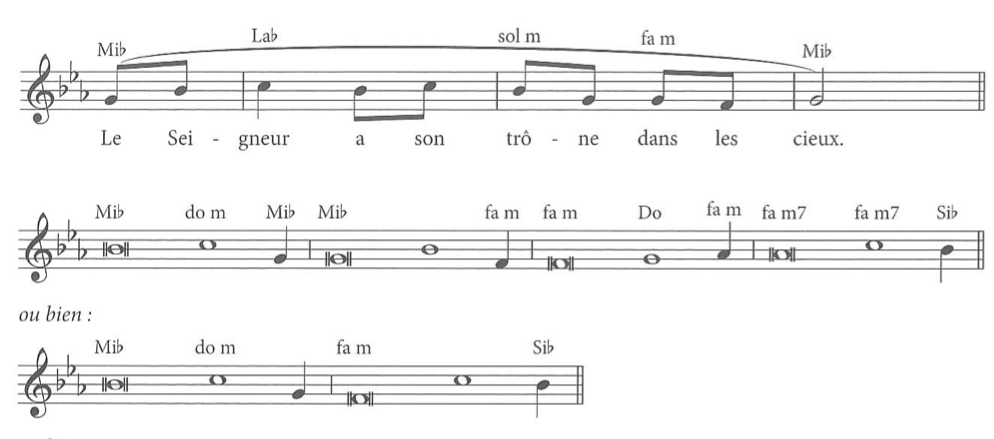 Mi♭ La♭ sol m fa m Mi♭
Le Sei - gneur a son trô - ne dans les cieux.
Mi♭ do m Mi♭ Mi♭ fa m fa m Do fa m fa m7 fa m7 Si♭
ou bien :
Mi♭ do m fa m Si♭